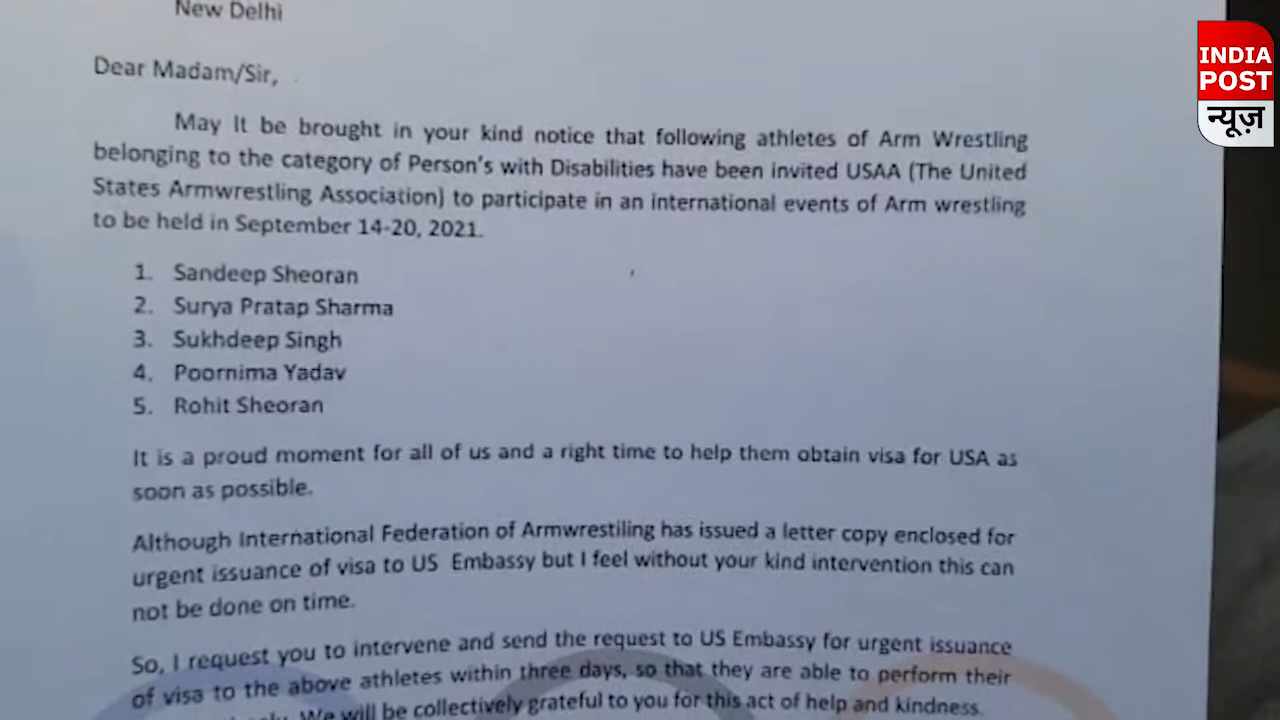 New Delhi
Dear Madam/Sir,
May It be brought in your kind notice that following athletes of Arm Wrestling
belonging to the category of Person's with Disabilities have been invited USAA (The United
States Armwrestling Association) to participate in an international events of Arm wrestling
to be held in September 14-20, 2021.
1. Sandeep Sheoran
2. Surya Pratap Sharma
3. Sukhdeep Singh
4. Poornima Yadav
5. Rohit Sheoran
It is a proud moment for all of us and a right time to help them obtain visa for USA as
soon as possible.
Although International Federation of Armwrestiling has issued a letter copy enclosed for
urgent issuance of visa to US Embassy but I feel without your kind intervention this can
not be done on time.
So, I request you to intervene and send the request to US Embassy for urgent issuance
of visa to the above athletes within three days, so that they are able to perform their
We will be collectively grateful to you for this act of help and kindness.
INDIA
POST
न्यूज़